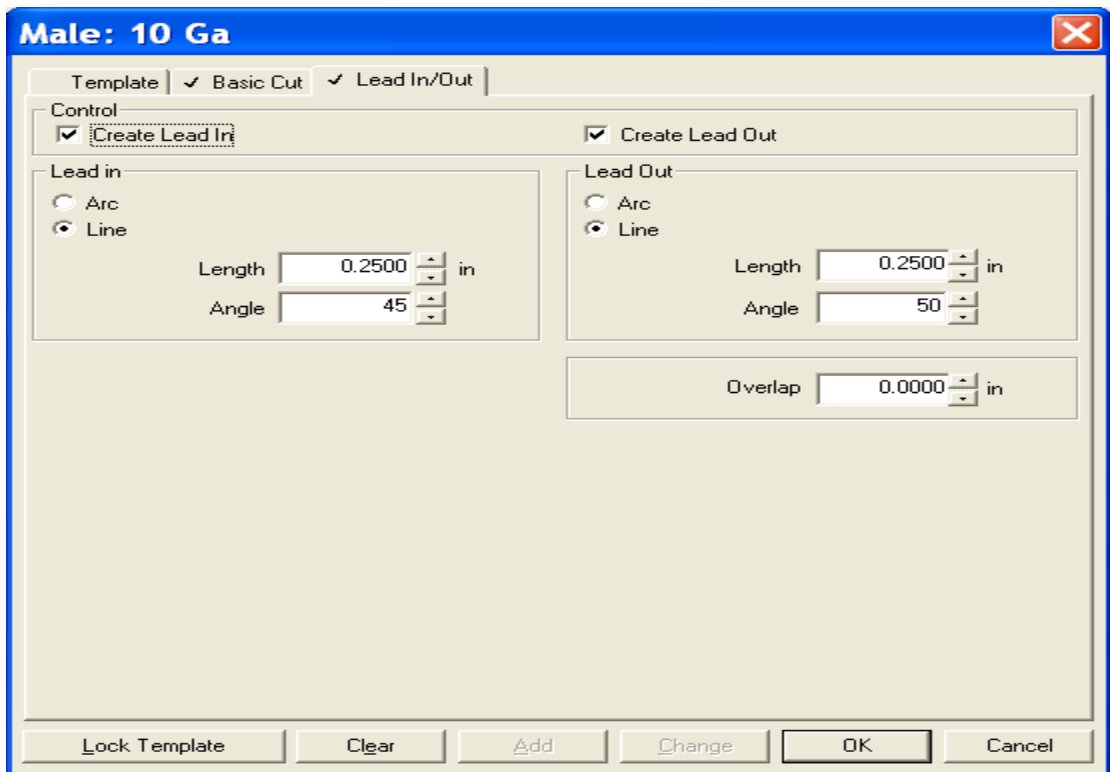 Male: 10 Ga
Template Basic Cut Lead In/Out
Control
Create Lead In Create Lead Out
Lead in Lead Out
Arc Arc
Line Line
Length 0.2500 in Length 0.2500 in
Angle 45 Angle 50
Overlap 0.0000 in
Lock Template Clear Add Change OK Cancel